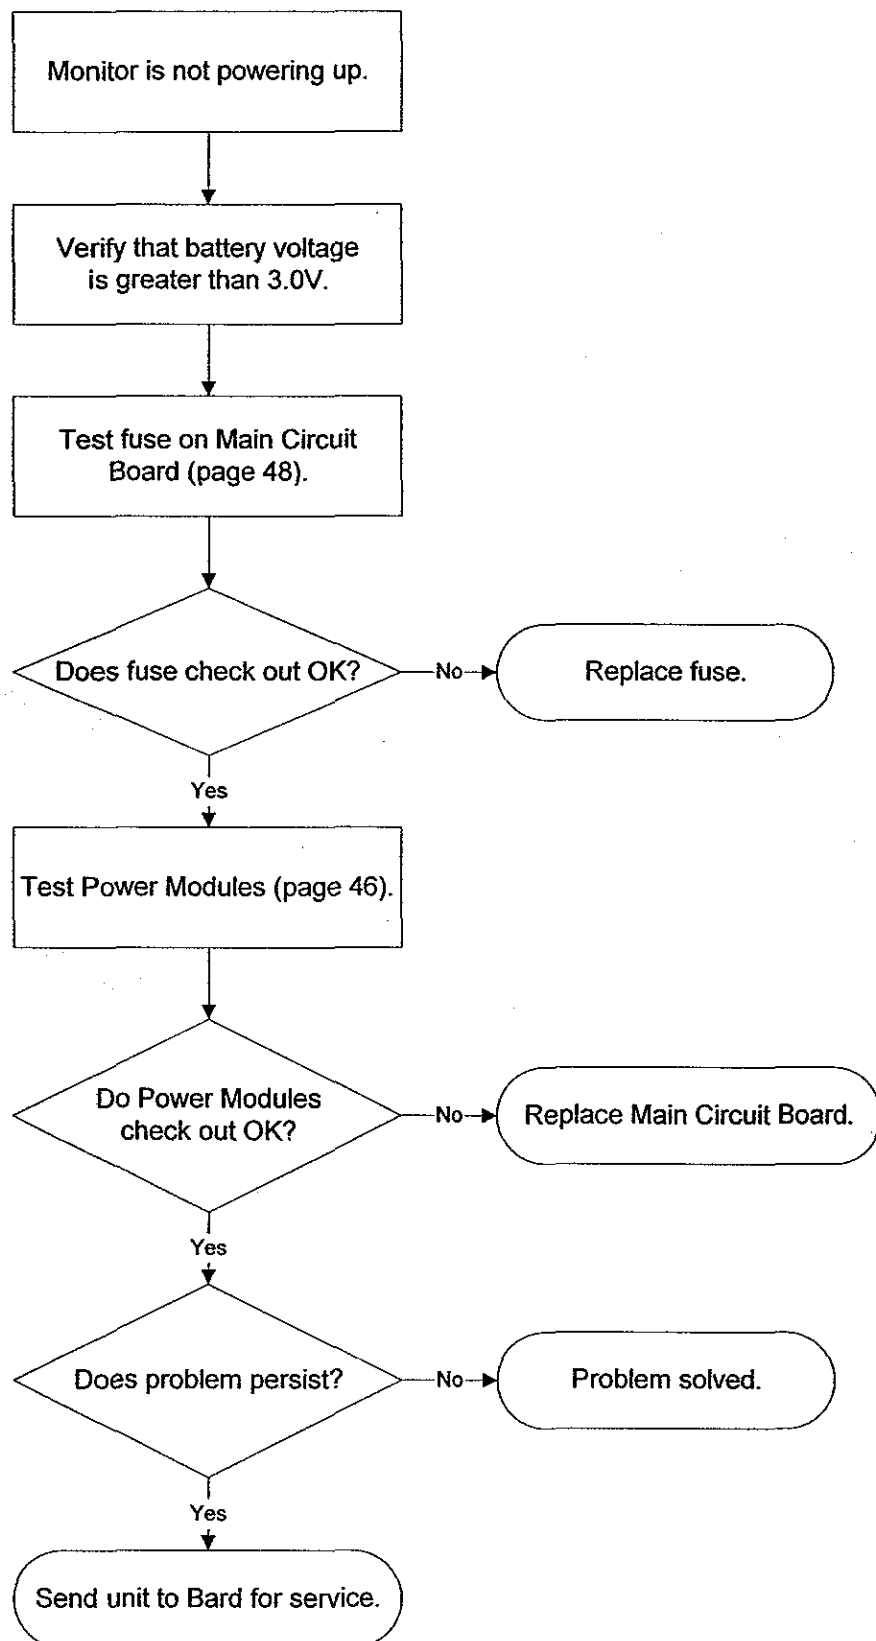 Monitor is not powering up.
Verify that battery voltage
is greater than 3.0V.
Test fuse on Main Circuit
Board (page 48).
Does fuse check out OK?
No
Replace fuse.
Yes
Test Power Modules (page 46).
Do Power Modules
check out OK?
No
Replace Main Circuit Board.
Yes
Does problem persist?
No
Problem solved.
Yes
Send unit to Bard for service.